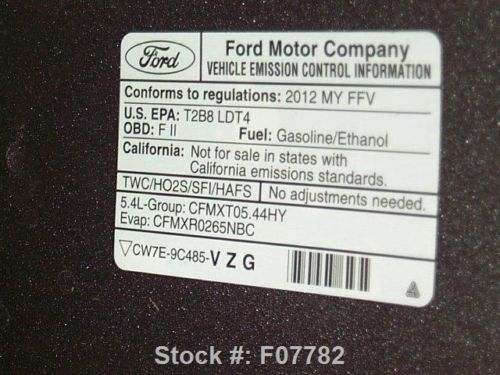 Ford
Ford Motor Company
VEHICLE EMISSION CONTROL INFORMATION
Conforms to regulations: 2012 MY FFV
U.S. EPA: T2B8 LDT4
OBD: F II Fuel: Gasoline/Ethanol
California: Not for sale in states with
California emissions standards.
TWC/HO2S/SFI/HAFS No adjustments needed.
5.4L-Group: CFMXT05.44HY
Evap: CFMXR0265NBC
CW7E-9C485-V Z G
Stock #: F07782